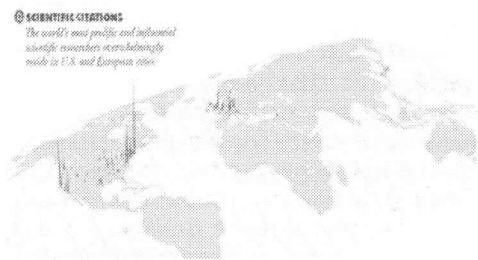 SCIENTIFIC CITATIONS
The world's most prolific and influential
scientific researchers overwhelmingly
reside in U.S. and European cities.